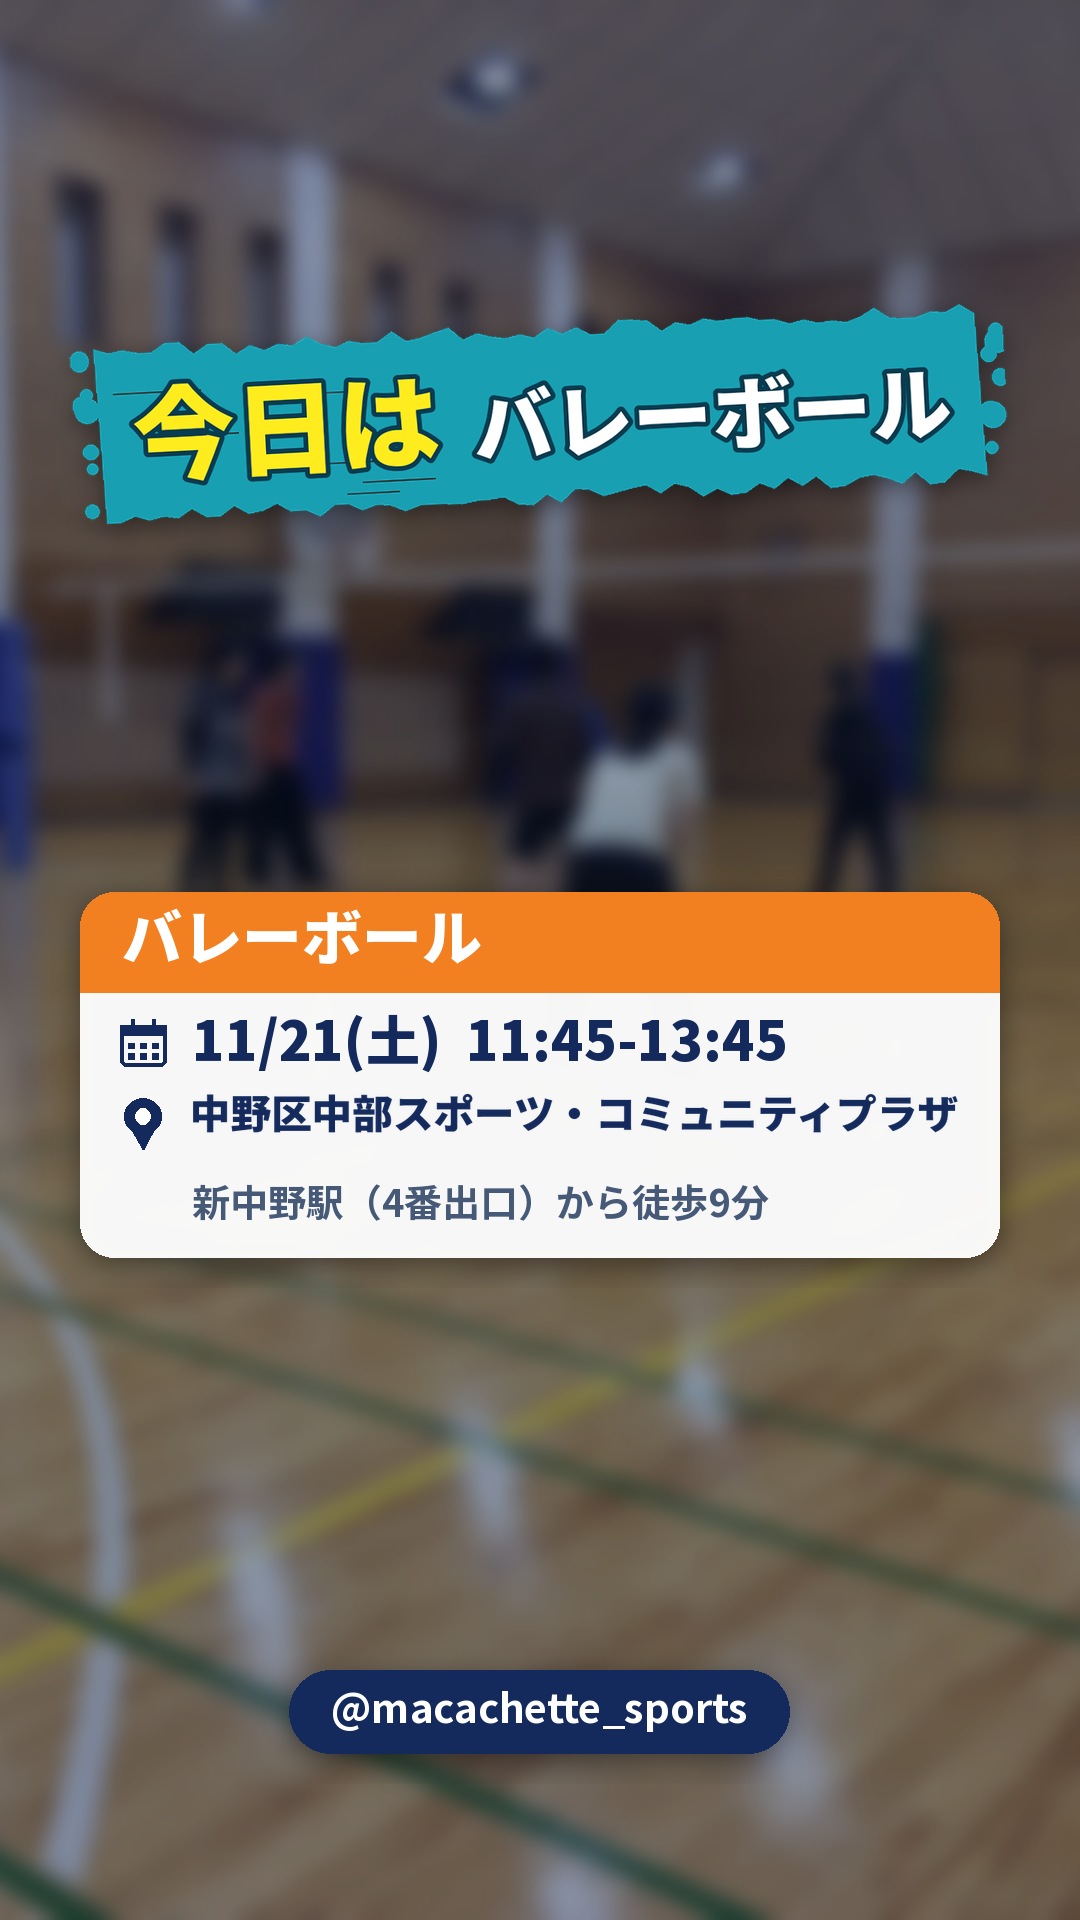 今日は バレーボール
バレーボール
11/21(土) 11:45-13:45
中野区中部スポーツ・コミュニティプラザ
新中野駅（4番出口）から徒歩9分
@macachette_sports